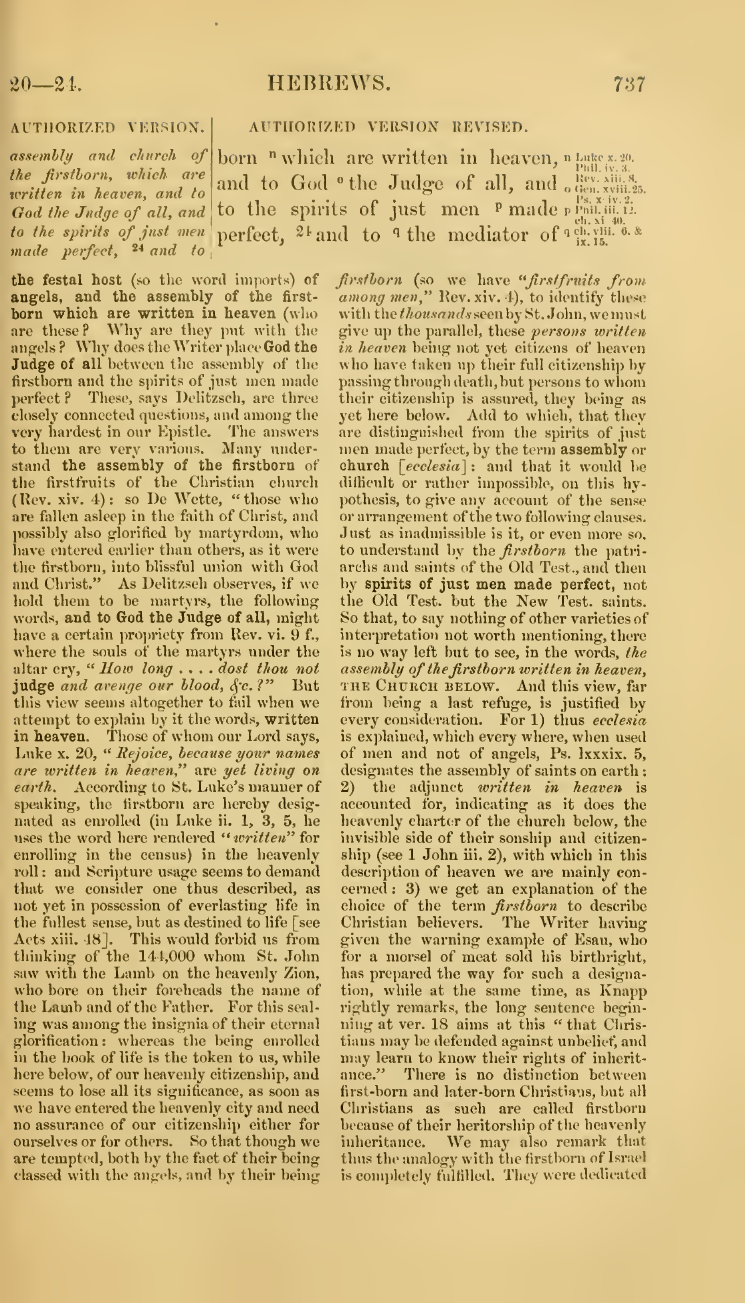 20—24.
HEBREWS.
737
AUTHORIZED VERSION.
assembly and church of
the firstborn, which are
written in heaven, and to
God the Judge of all, and
to the spirits of just men
made perfect, 24 and to
AUTHORIZED VERSION REVISED.
born n which are written in heaven,
and to God o the Judge of all, and
to the spirits of just men p made
perfect, 24 and to q the mediator of
n Luke x. 20.
Phil. iv. 3.
Rev. xiii. 8.
o Gen. xviii. 25.
Ps. xciv. 2.
p Phil. iii. 12.
ch. xi 40.
q ch. viii. 6. &
ix. 15.
the festal host (so the word imports) of
angels, and the assembly of the first-
born which are written in heaven (who
are these? Why are they put with the
angels? Why does the Writer place God the
Judge of all between the assembly of the
firstborn and the spirits of just men made
perfect? These, says Delitzsch, are three
closely connected questions, and among the
very hardest in our Epistle. The answers
to them are very various. Many under-
stand the assembly of the firstborn of
the firstfruits of the Christian church
(Rev. xiv. 4): so De Wette, “those who
are fallen asleep in the faith of Christ, and
possibly also glorified by martyrdom, who
have entered earlier than others, as it were
the firstborn, into blissful union with God
and Christ.” As Delitzsch observes, if we
hold them to be martyrs, the following
words, and to God the Judge of all, might
have a certain propriety from Rev. vi. 9 f.,
where the souls of the martyrs under the
altar cry, “How long . . . . dost thou not
judge and avenge our blood, &c. ?” But
this view seems altogether to fail when we
attempt to explain by it the words, written
in heaven. Those of whom our Lord says,
Luke x. 20, “Rejoice, because your names
are written in heaven,” are yet living on
earth. According to St. Luke's manner of
speaking, the firstborn are hereby desig-
nated as enrolled (in Luke ii. 1, 3, 5, he
uses the word here rendered “written” for
enrolling in the census) in the heavenly
roll: and Scripture usage seems to demand
that we consider one thus described, as
not yet in possession of everlasting life in
the fullest sense, but as destined to life [see
Acts xiii. 48]. This would forbid us from
thinking of the 144,000 whom St. John
saw with the Lamb on the heavenly Zion,
who bore on their foreheads the name of
the Lamb and of the Father. For this seal-
ing was among the insignia of their eternal
glorification: whereas the being enrolled
in the book of life is the token to us, while
here below, of our heavenly citizenship, and
seems to lose all its significance, as soon as
we have entered the heavenly city and need
no assurance of our citizenship either for
ourselves or for others. So that though we
are tempted, both by the fact of their being
classed with the angels, and by their being
firstborn (so we have “firstfruits from
among men,” Rev. xiv. 4), to identify these
with the thousands seen by St. John, we must
give up the parallel, these persons written
in heaven being not yet citizens of heaven
who have taken up their full citizenship by
passing through death, but persons to whom
their citizenship is assured, they being as
yet here below. Add to which, that they
are distinguished from the spirits of just
men made perfect, by the term assembly or
church [ecclesia]: and that it would be
difficult or rather impossible, on this hy-
pothesis, to give any account of the sense
or arrangement of the two following clauses.
Just as inadmissible is it, or even more so,
to understand by the firstborn the patri-
archs and saints of the Old Test., and then
by spirits of just men made perfect, not
the Old Test. but the New Test. saints.
So that, to say nothing of other varieties of
interpretation not worth mentioning, there
is no way left but to see, in the words, the
assembly of the firstborn written in heaven,
THE CHURCH BELOW. And this view, far
from being a last refuge, is justified by
every consideration. For 1) thus ecclesia
is explained, which every where, when used
of men and not of angels, Ps. lxxxix. 5,
designates the assembly of saints on earth:
2) the adjunct written in heaven is
accounted for, indicating as it does the
heavenly charter of the church below, the
invisible side of their sonship and citizen-
ship (see 1 John iii. 2), with which in this
description of heaven we are mainly con-
cerned: 3) we get an explanation of the
choice of the term firstborn to describe
Christian believers. The Writer having
given the warning example of Esau, who
for a morsel of meat sold his birthright,
has prepared the way for such a designa-
tion, while at the same time, as Knapp
rightly remarks, the long sentence begin-
ning at ver. 18 aims at this “that Chris-
tians may be defended against unbelief, and
may learn to know their rights of inherit-
ance.” There is no distinction between
first-born and later-born Christians, but all
Christians as such are called firstborn
because of their heritorship of the heavenly
inheritance. We may also remark that
thus the analogy with the firstborn of Israel
is completely fulfilled. They were dedicated